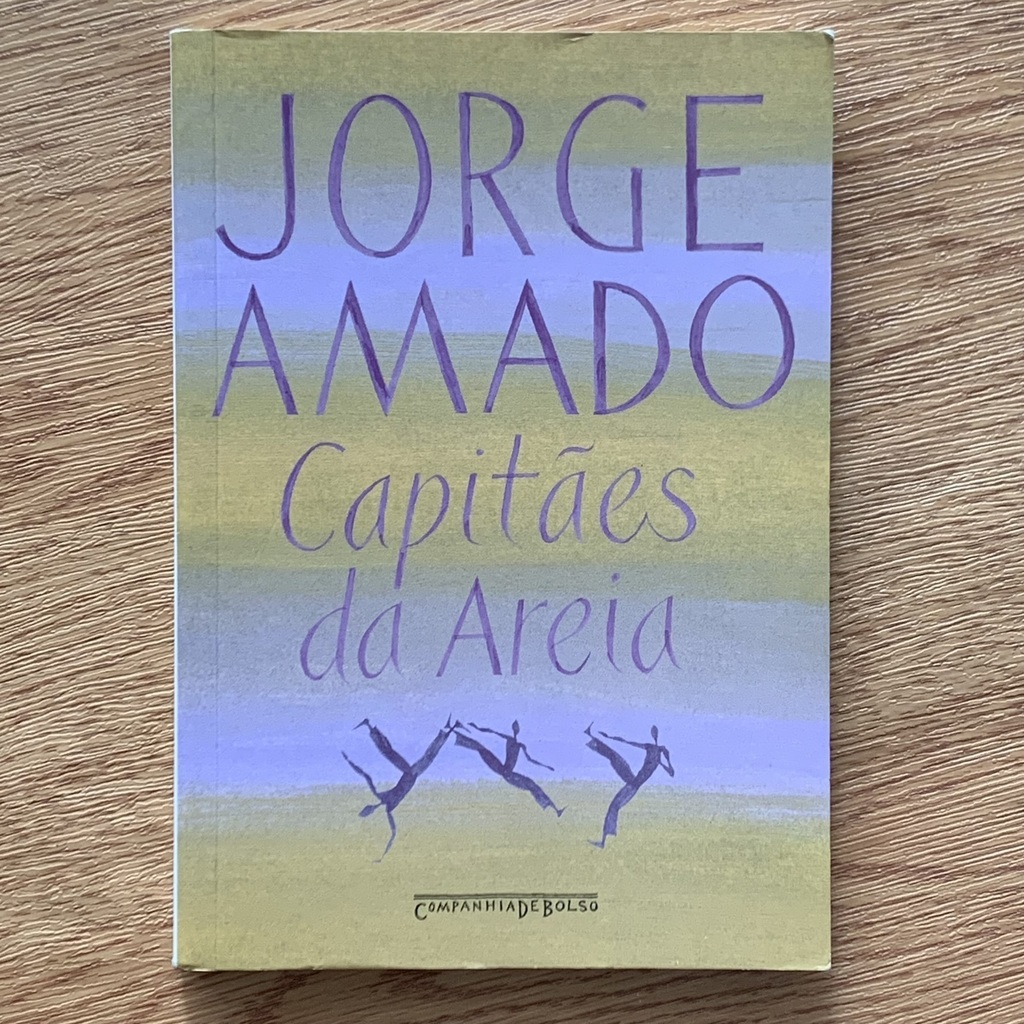 JORGE
AMADO
Capitães
da Areia
COMPANHIADEBOLSO